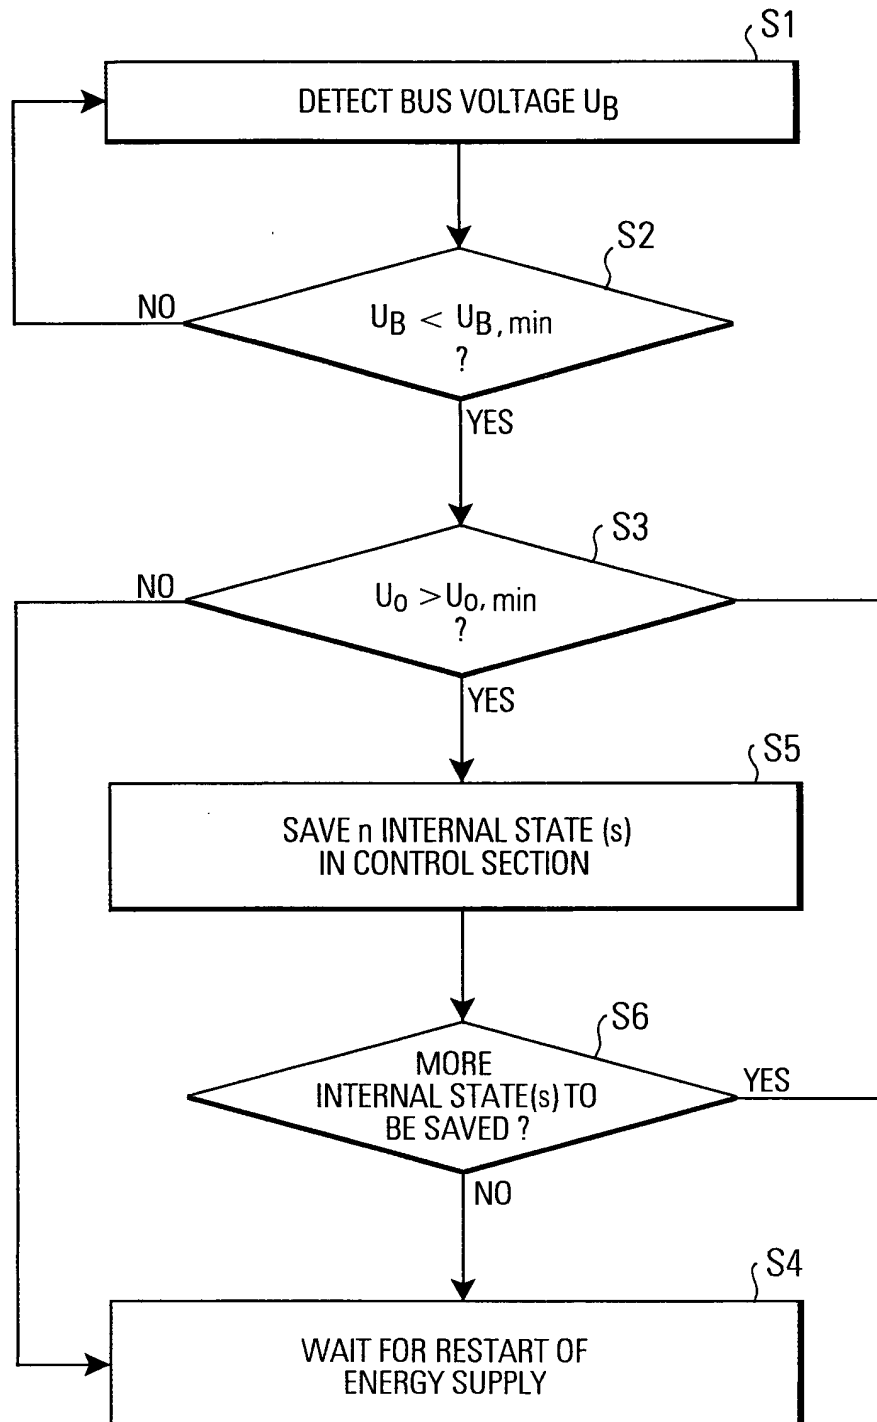 S1
DETECT BUS VOLTAGE UB
S2
NO
UB < UB, min
?
YES
S3
NO
Uo >Uo, min
?
YES
S5
SAVE n INTERNAL STATE (s)
IN CONTROL SECTION
S6
MORE
INTERNAL STATE(s) TO
BE SAVED ?
YES
NO
S4
WAIT FOR RESTART OF
ENERGY SUPPLY